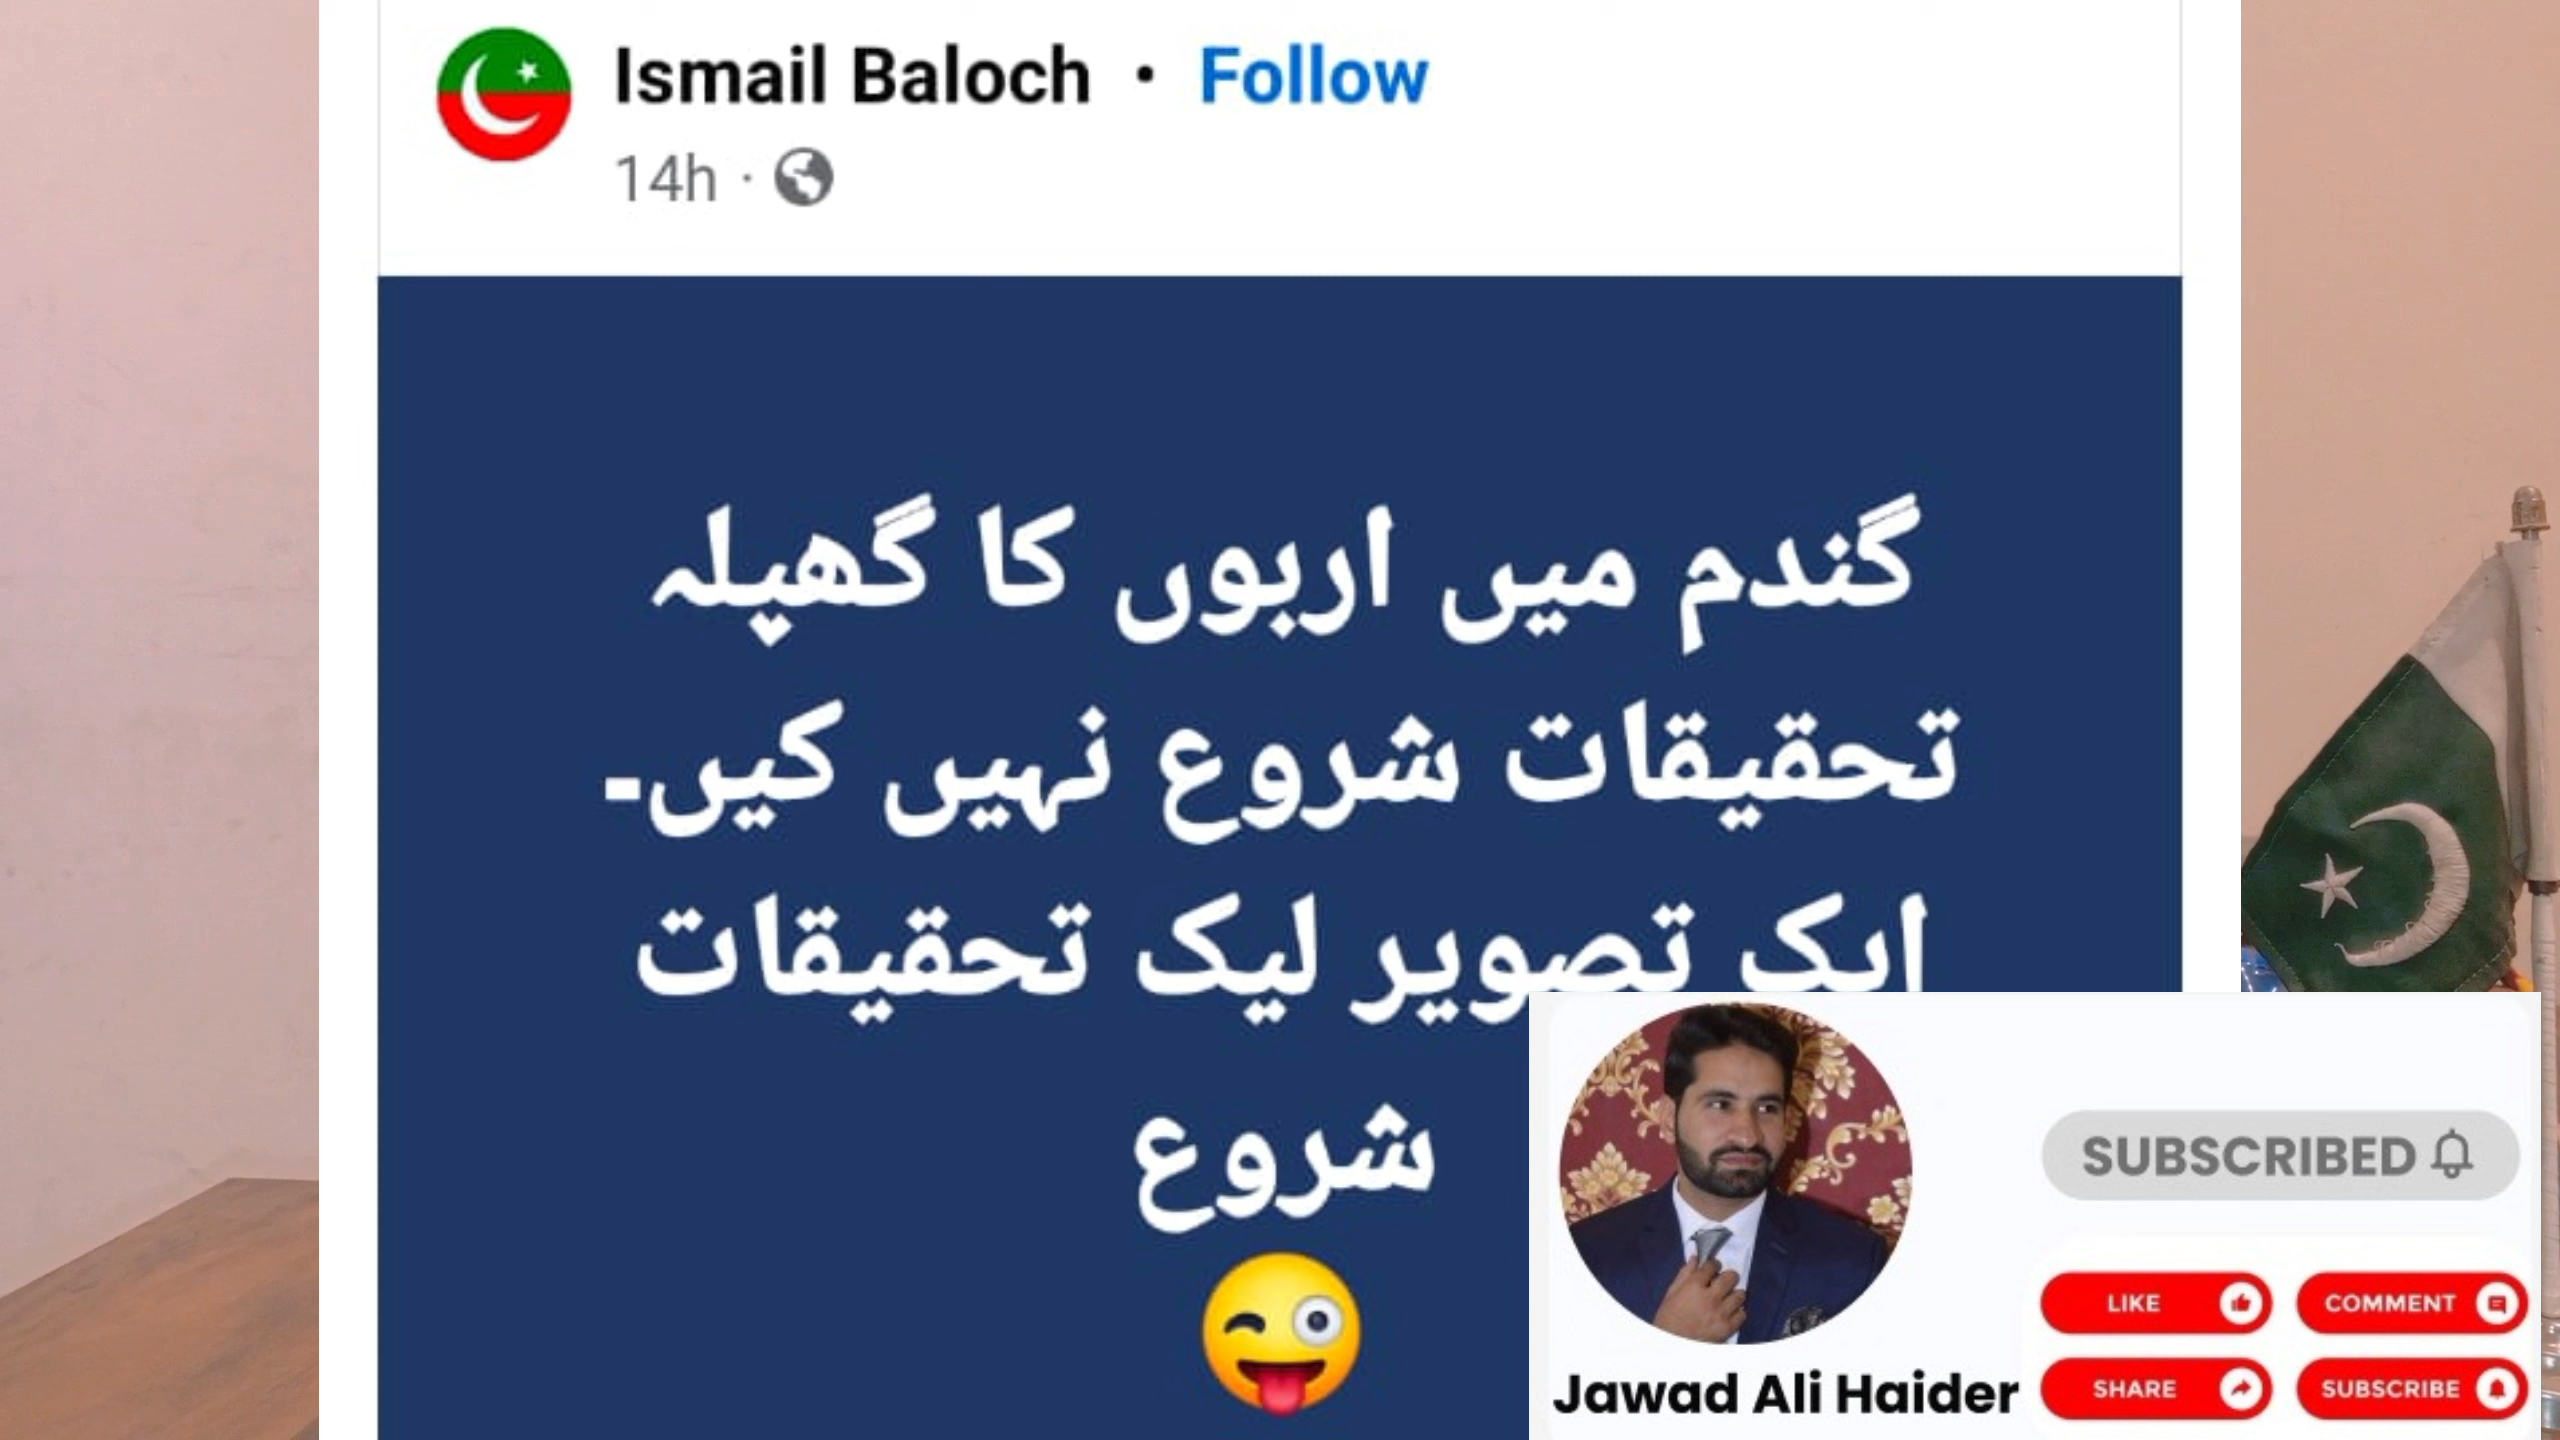 Ismail Baloch • Follow
14h ·
گندم میں اربوں کا گھپلہ
تحقیقات شروع نہیں کیں۔
ایک تصویر لیک تحقیقات
شروع
SUBSCRIBED
LIKE
COMMENT
Jawad Ali Haider
SHARE
SUBSCRIBE